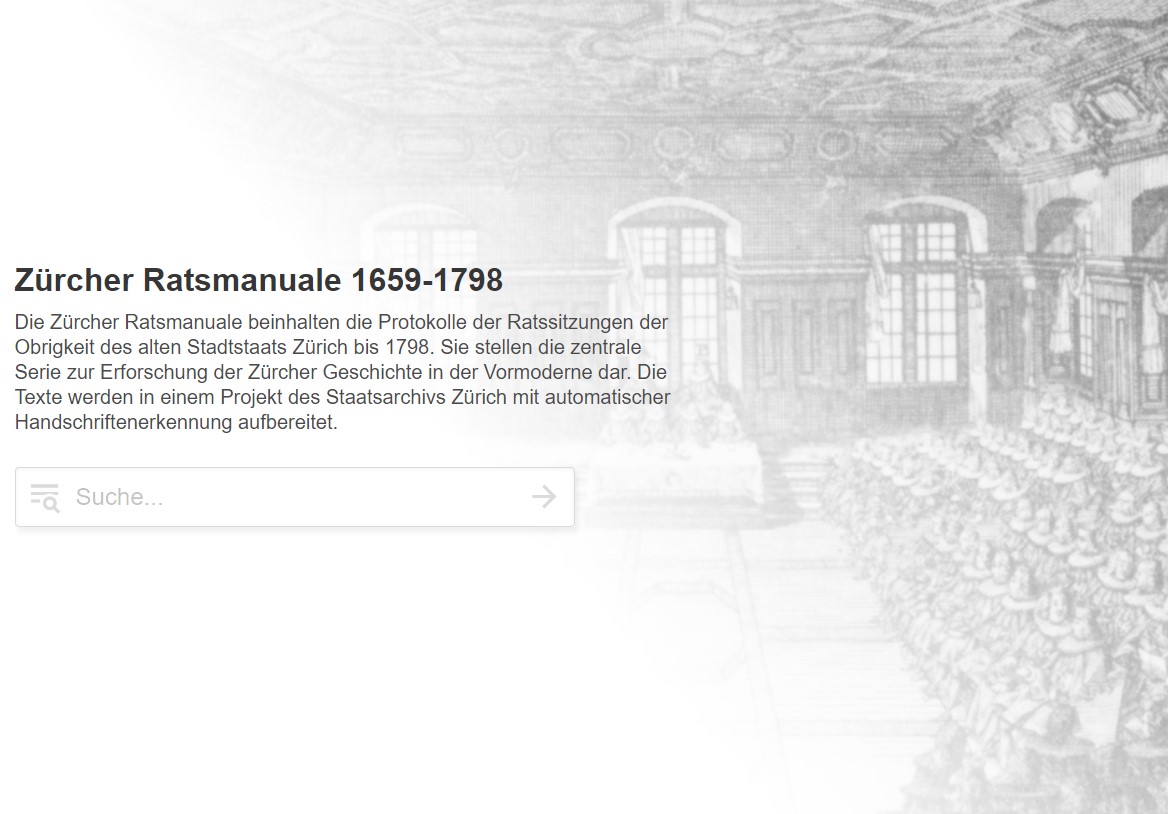 Zürcher Ratsmanuale 1659-1798
Die Zürcher Ratsmanuale beinhalten die Protokolle der Ratssitzungen der
Obrigkeit des alten Stadtstaats Zürich bis 1798. Sie stellen die zentrale
Serie zur Erforschung der Zürcher Geschichte in der Vormoderne dar. Die
Texte werden in einem Projekt des Staatsarchivs Zürich mit automatischer
Handschriftenerkennung aufbereitet.
Suche...